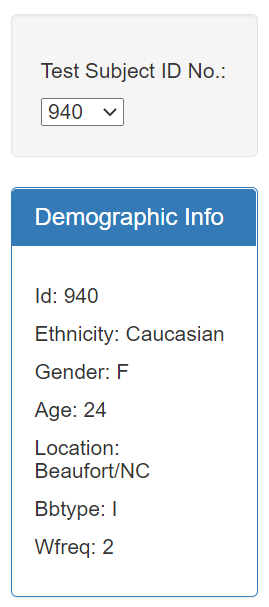 Test Subject ID No.:
940
Demographic Info
Id: 940
Ethnicity: Caucasian
Gender: F
Age: 24
Location:
Beaufort/NC
Bbtype: I
Wfreq: 2